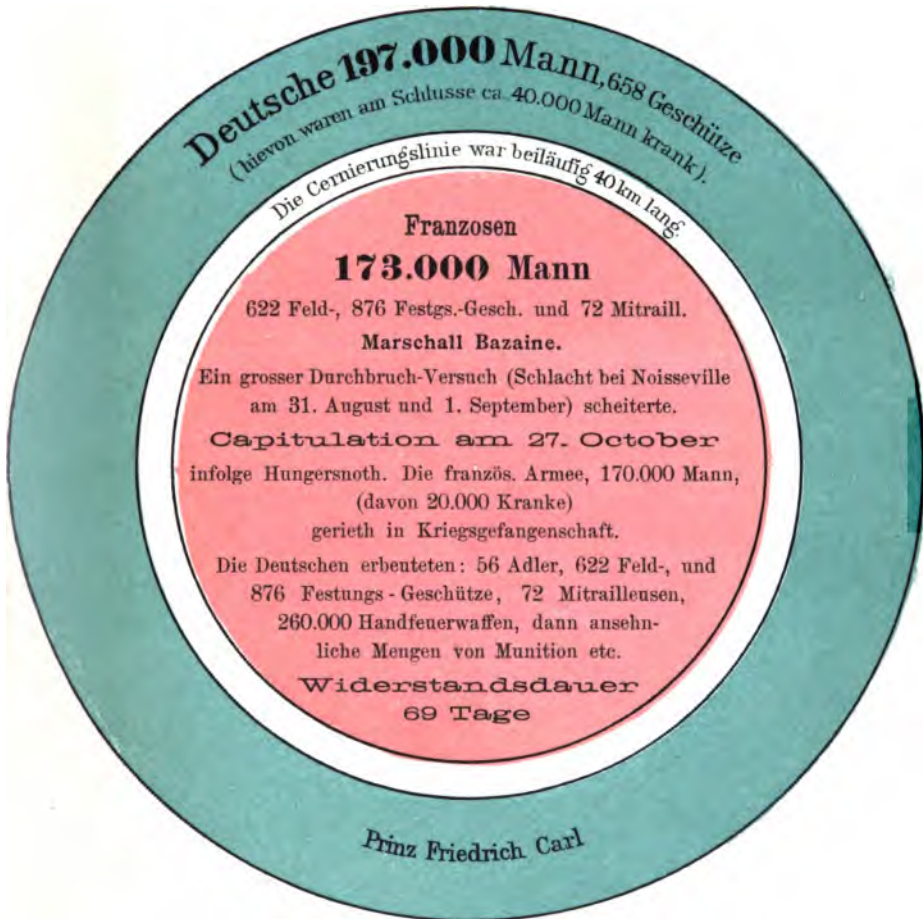 Deutsche 197.000 Mann, 658 Geschütze
(hievon waren am Schlusse ca. 40.000 Mann krank).
Die Cernierungslinie war beiläufig 40 km lang.
Franzosen
173.000 Mann
622 Feld-, 876 Festgs.-Gesch. und 72 Mitraill.
Marschall Bazaine.
Ein grosser Durchbruch-Versuch (Schlacht bei Noisseville
am 31. August und 1. September) scheiterte.
Capitulation am 27. October
infolge Hungersnoth. Die französ. Armee, 170.000 Mann,
(davon 20.000 Kranke)
gerieth in Kriegsgefangenschaft.
Die Deutschen erbeuteten: 56 Adler, 622 Feld-, und
876 Festungs-Geschütze, 72 Mitrailleusen,
260.000 Handfeuerwaffen, dann ansehn-
liche Mengen von Munition etc.
Widerstandsdauer
69 Tage
Prinz Friedrich Carl